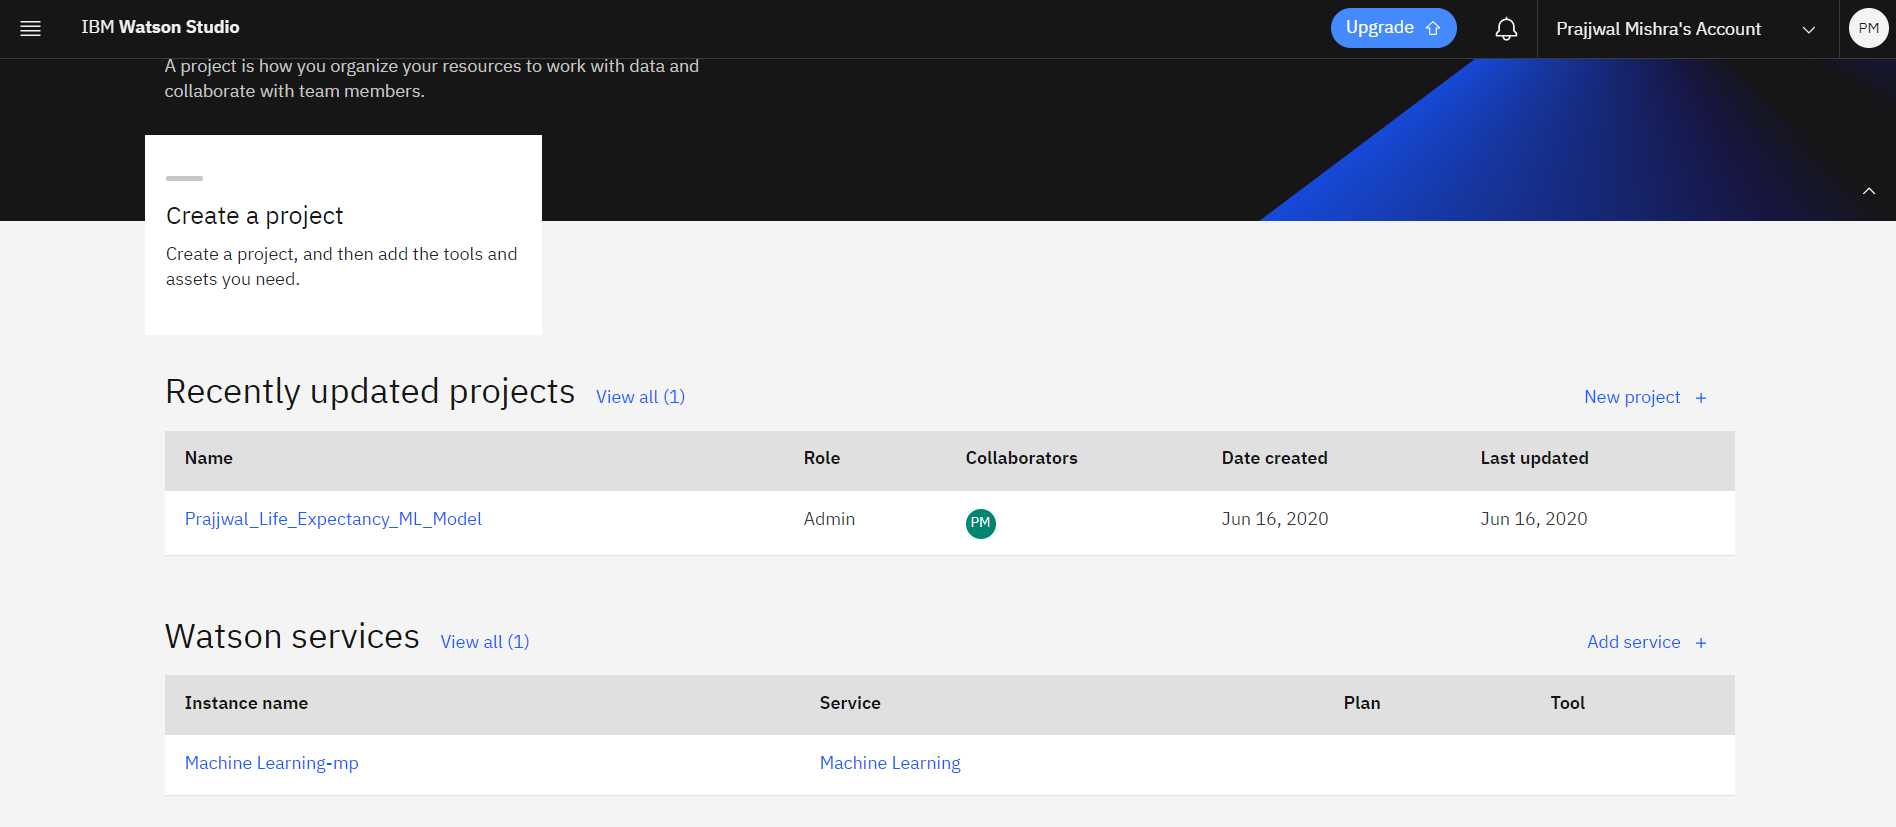 IBM Watson Studio
Upgrade
Prajjwal Mishra's Account
PM
A project is how you organize your resources to work with data and
collaborate with team members.
Create a project
Create a project, and then add the tools and
assets you need.
Recently updated projects View all (1) New project +
Name Role Collaborators Date created Last updated
Prajjwal_Life_Expectancy_ML_Model Admin PM Jun 16, 2020 Jun 16, 2020
Watson services View all (1) Add service +
Instance name Service Plan Tool
Machine Learning-mp Machine Learning